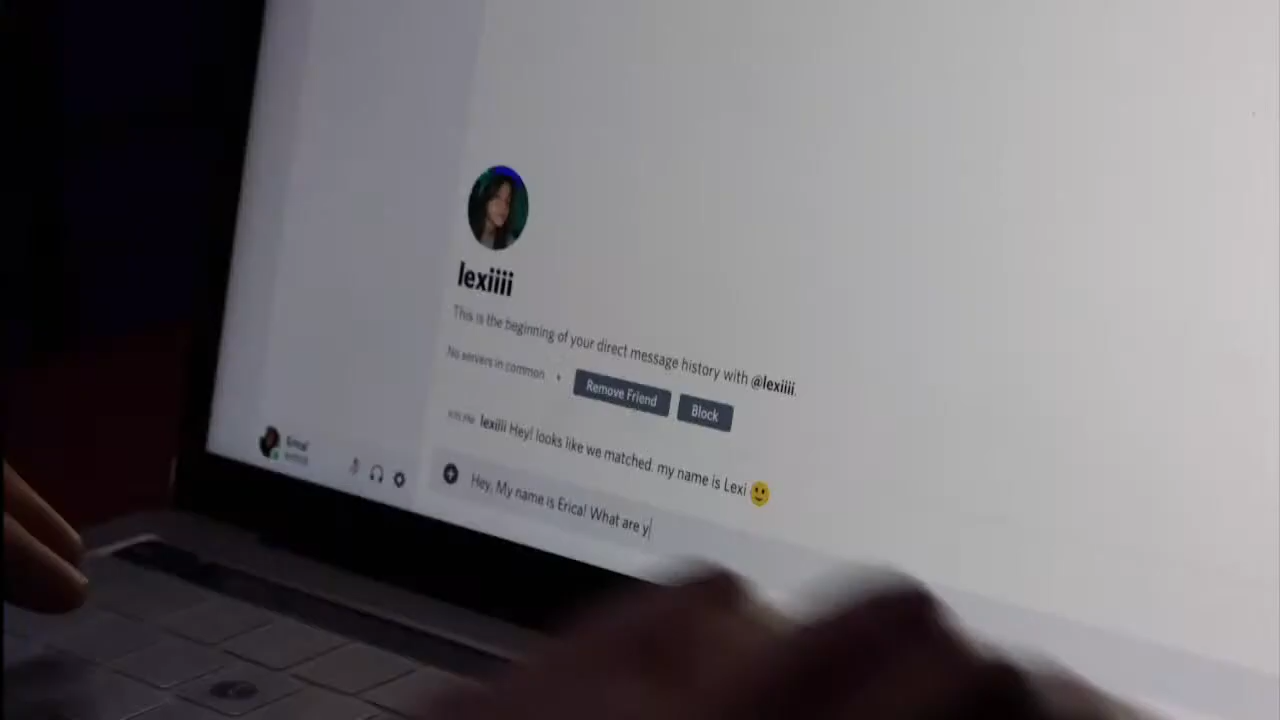 lexiiii
This is the beginning of your direct message history with @lexiiii.
No servers in common
Remove Friend
Block
lexiiii Hey! looks like we matched. my name is Lexi
Hey, My name is Erica! What are y